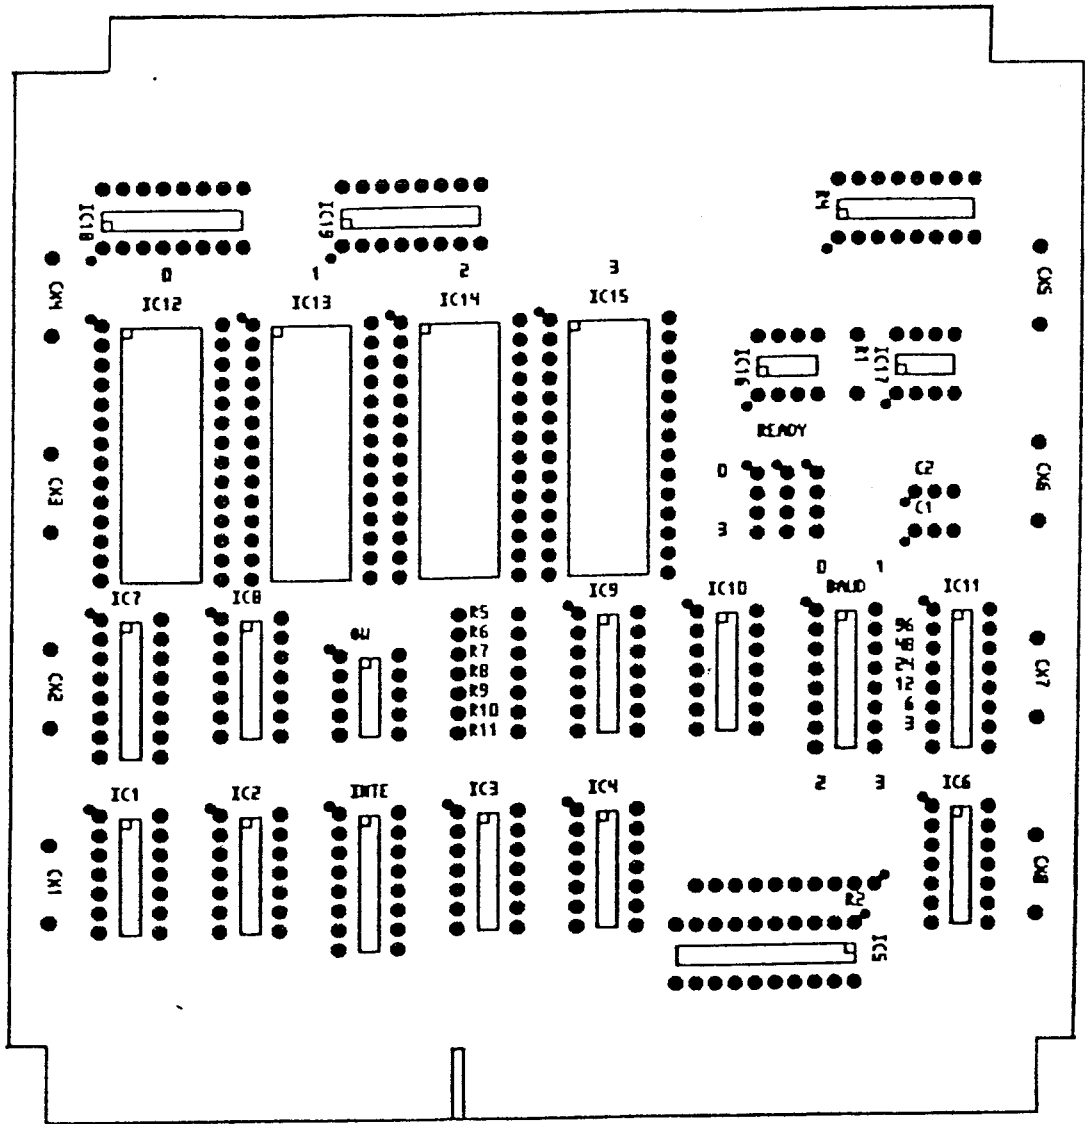 IC18
IC19
R4
0
1
2
3
CX4
CX5
IC12
IC13
IC14
IC15
IC16
R1
IC17
READY
CX3
0
C2
CX6
3
C1
0
1
IC7
IC8
IC9
IC10
BAUD
IC11
R5
R6
R7
R8
R9
R10
R11
96
48
24
12
6
3
CX2
CX7
2
3
IC1
IC2
INTE
IC3
IC4
IC6
CX1
CX8
R2
IC5